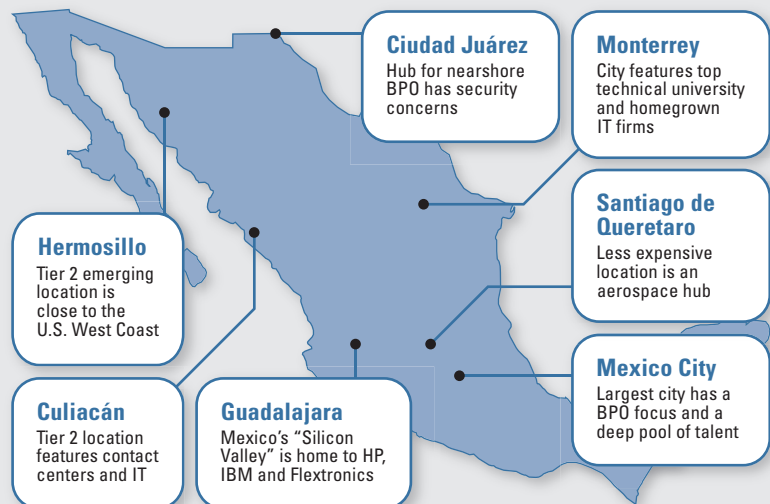 Ciudad Juárez
Hub for nearshore
BPO has security
concerns
Monterrey
City features top
technical university
and homegrown
IT firms
Santiago de
Queretaro
Less expensive
location is an
aerospace hub
Hermosillo
Tier 2 emerging
location is
close to the
U.S. West Coast
Mexico City
Largest city has a
BPO focus and a
deep pool of talent
Culiacán
Tier 2 location
features contact
centers and IT
Guadalajara
Mexico's “Silicon
Valley” is home to HP,
IBM and Flextronics